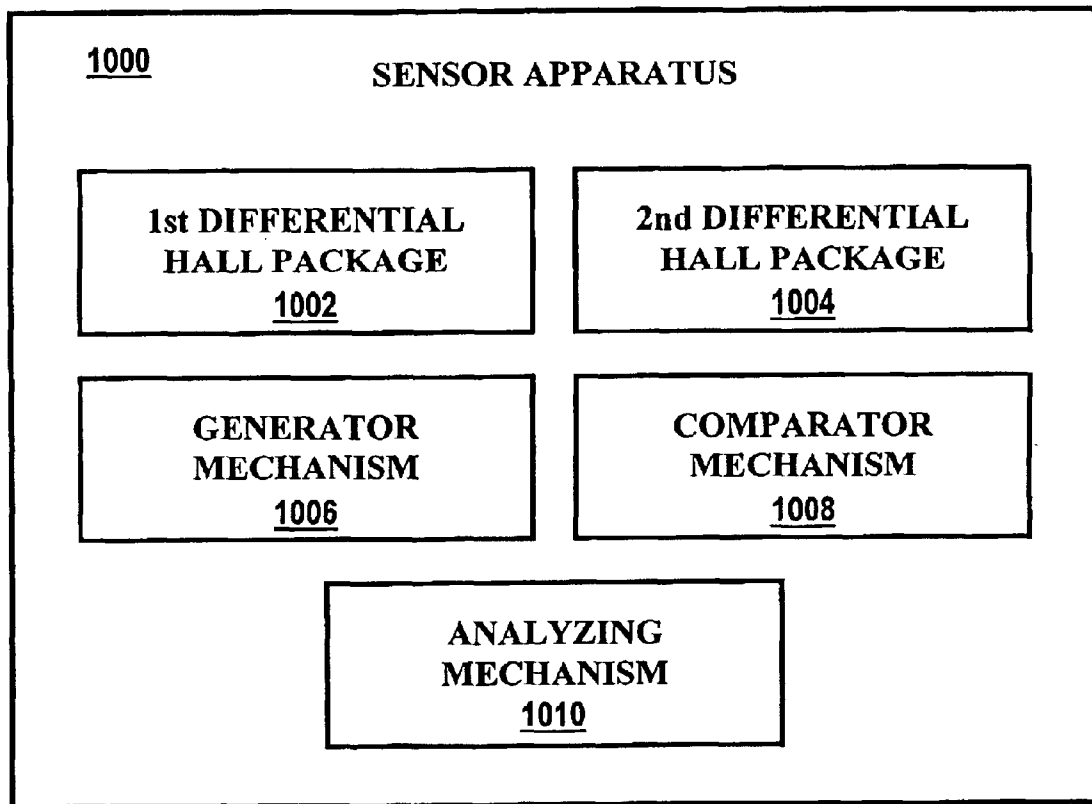 1000
SENSOR APPARATUS
1st DIFFERENTIAL
HALL PACKAGE
1002
2nd DIFFERENTIAL
HALL PACKAGE
1004
GENERATOR
MECHANISM
1006
COMPARATOR
MECHANISM
1008
ANALYZING
MECHANISM
1010